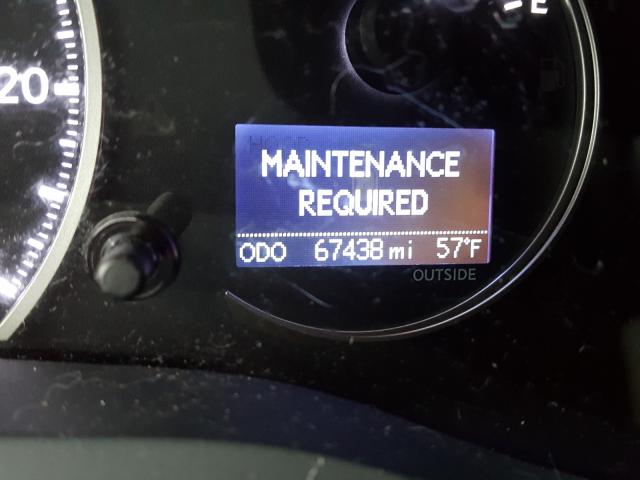 E
20
MAINTENANCE
REQUIRED
ODO 67438 mi 57°F
OUTSIDE